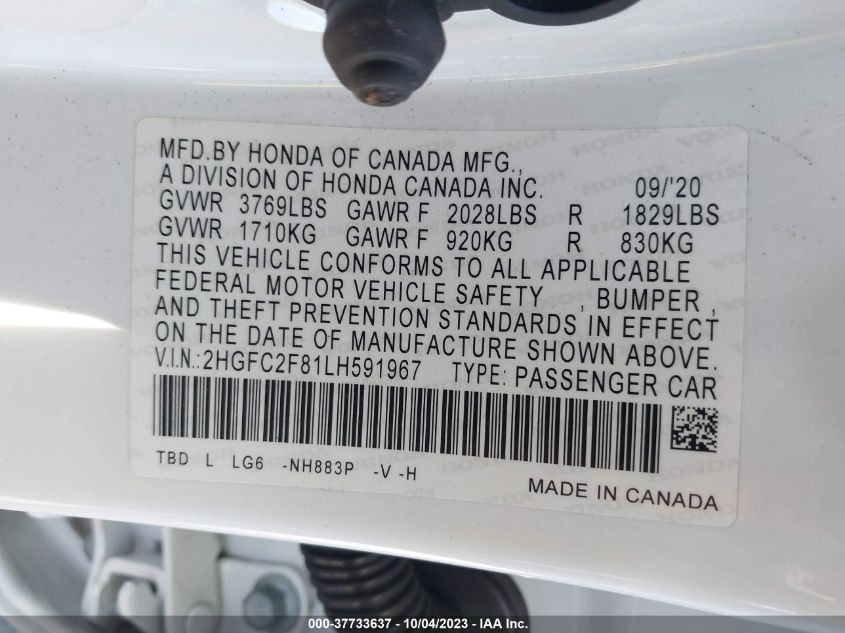 MFD.BY HONDA OF CANADA MFG.,
A DIVISION OF HONDA CANADA INC. 09/'20
GVWR 3769LBS GAWR F 2028LBS R 1829LBS
GVWR 1710KG GAWR F 920KG R 830KG
THIS VEHICLE CONFORMS TO ALL APPLICABLE
FEDERAL MOTOR VEHICLE SAFETY , BUMPER ,
AND THEFT PREVENTION STANDARDS IN EFFECT
ON THE DATE OF MANUFACTURE SHOWN ABOVE.
V.I.N.:2HGFC2F81LH591967 TYPE: PASSENGER CAR
TBD L LG6 -NH883P -V -H
MADE IN CANADA
000-37733637 - 10/04/2023 - IAA Inc.